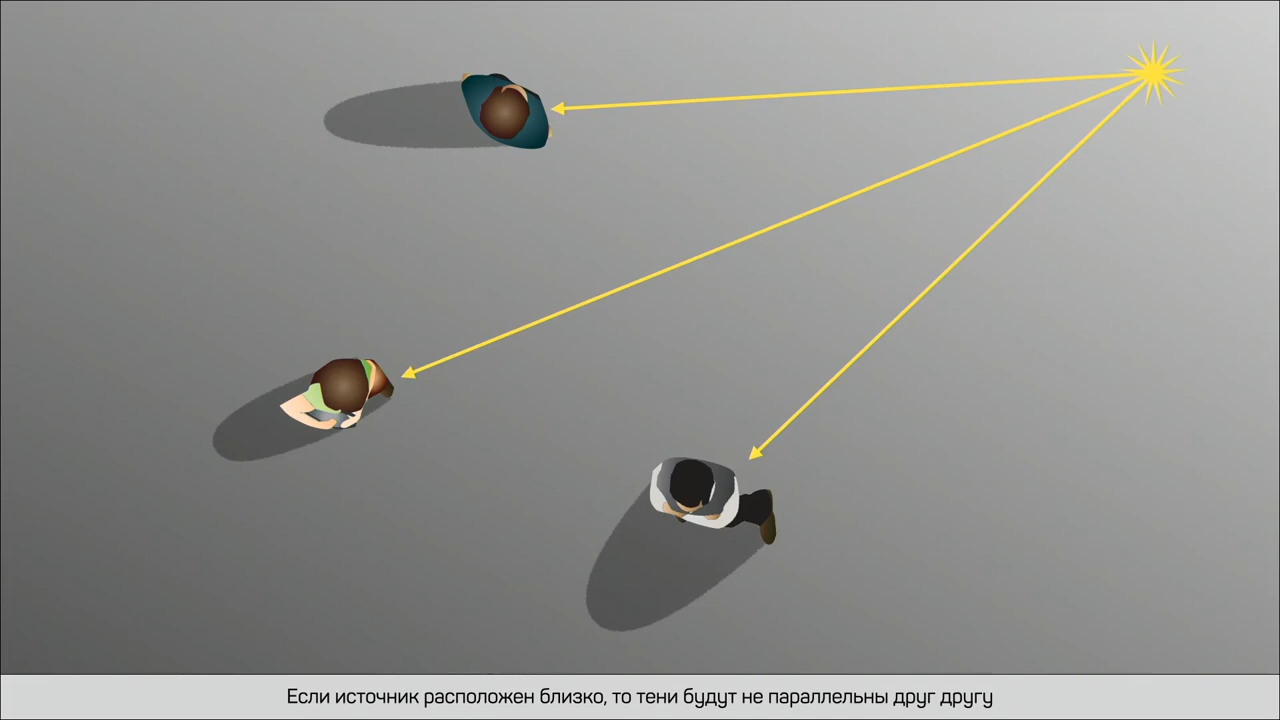 Если источник расположен близко, то тени будут не параллельны друг другу